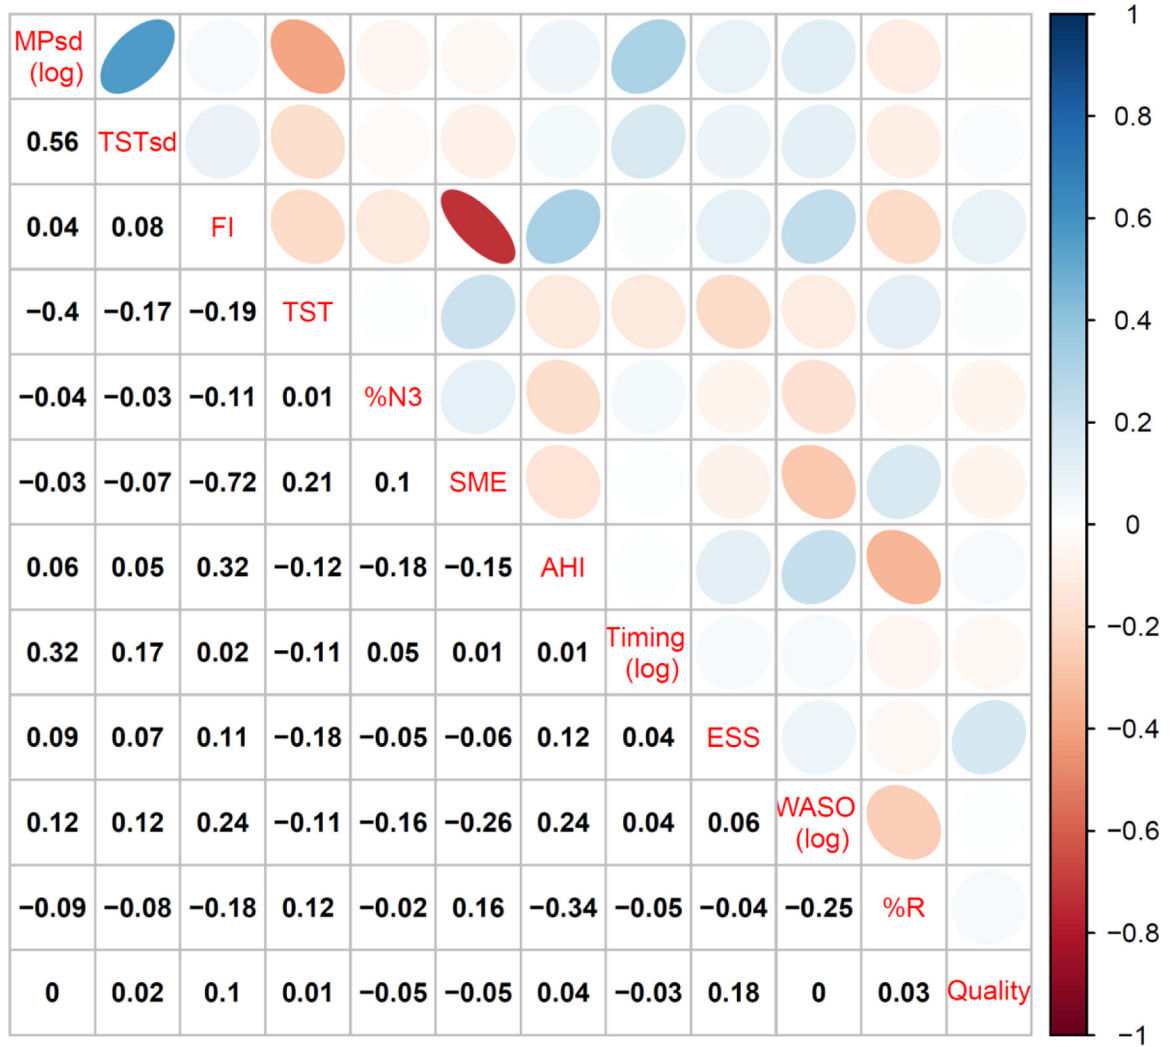 MPsd
(log)
0.56 TSTsd
0.04 0.08 FI
−0.4 −0.17 −0.19 TST
−0.04 −0.03 −0.11 0.01 %N3
−0.03 −0.07 −0.72 0.21 0.1 SME
0.06 0.05 0.32 −0.12 −0.18 −0.15 AHI
0.32 0.17 0.02 −0.11 0.05 0.01 0.01 Timing
(log)
0.09 0.07 0.11 −0.18 −0.05 −0.06 0.12 0.04 ESS
0.12 0.12 0.24 −0.11 −0.16 −0.26 0.24 0.04 0.06 WASO
(log)
−0.09 −0.08 −0.18 0.12 −0.02 0.16 −0.34 −0.05 −0.04 −0.25 %R
0 0.02 0.1 0.01 −0.05 −0.05 0.04 −0.03 0.18 0 0.03 Quality
1
0.8
0.6
0.4
0.2
0
−0.2
−0.4
−0.6
−0.8
−1